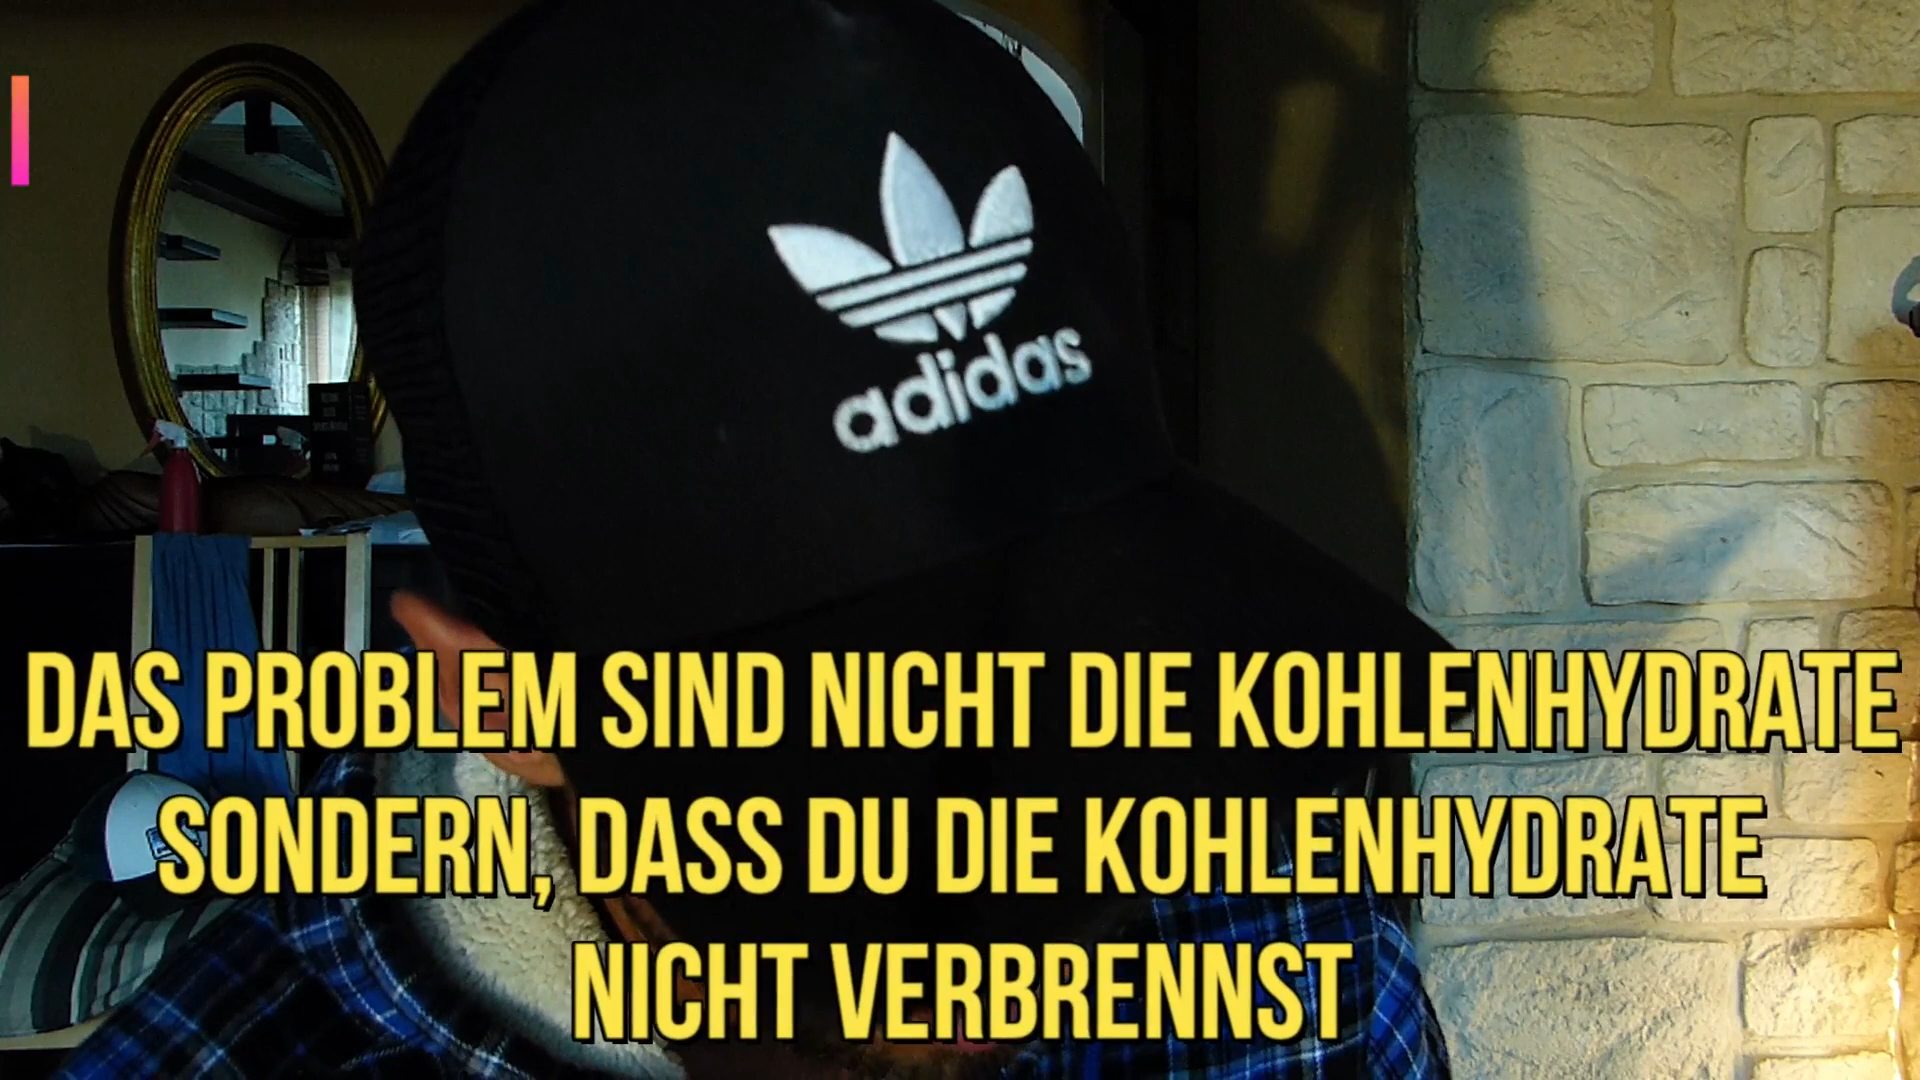 adidas
DAS PROBLEM SIND NICHT DIE KOHLENHYDRATE
SONDERN, DASS DU DIE KOHLENHYDRATE
NICHT VERBRENNST